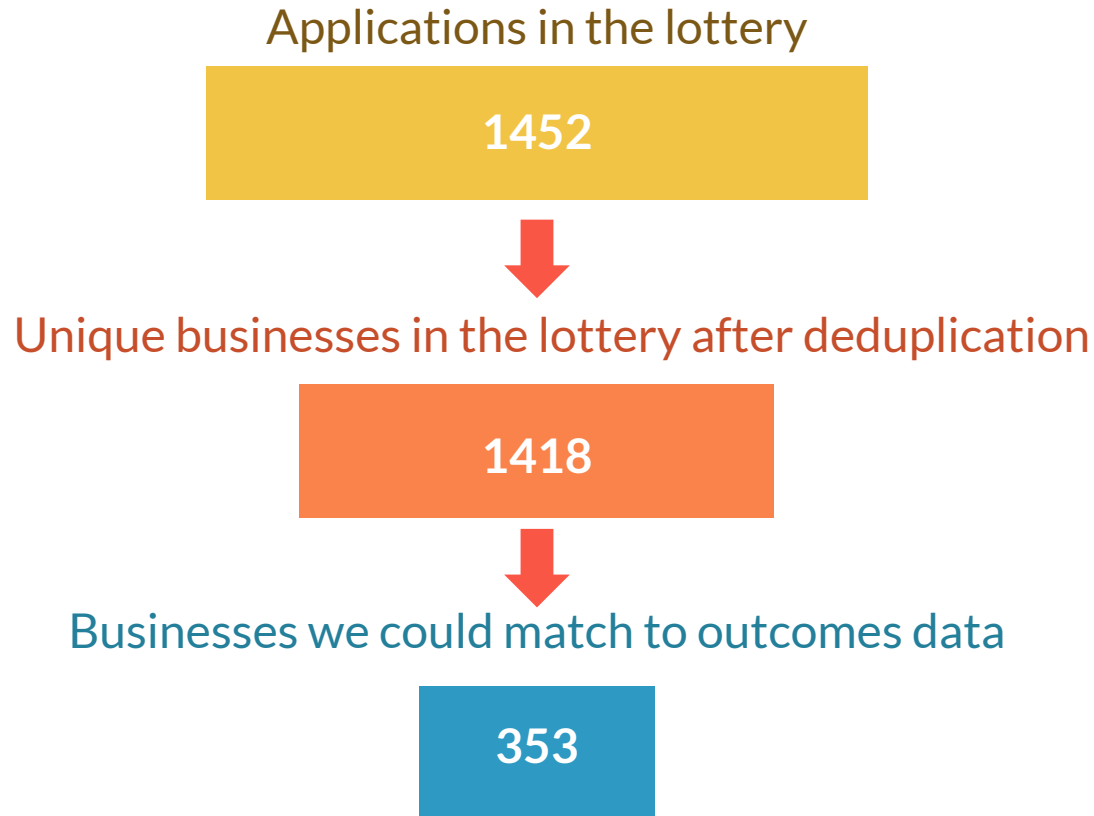 Applications in the lottery
1452
Unique businesses in the lottery after deduplication
1418
Businesses we could match to outcomes data
353